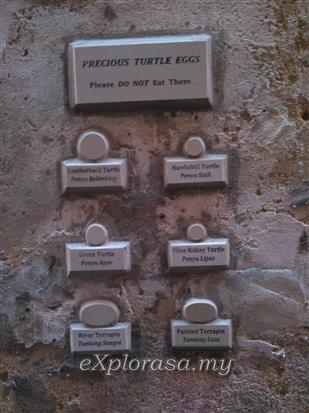 PRECIOUS TURTLE EGGS
Please DO NOT Eat Them.
Leatherback Turtle
Penyu Belimbing
Hawksbill Turtle
Penyu Sisik
Green Turtle
Penyu Agar
Olive Ridley Turtle
Penyu Lipas
River Terrapin
Tuntung Sungai
Painted Terrapin
Tuntung Laut
eXplorasa.my